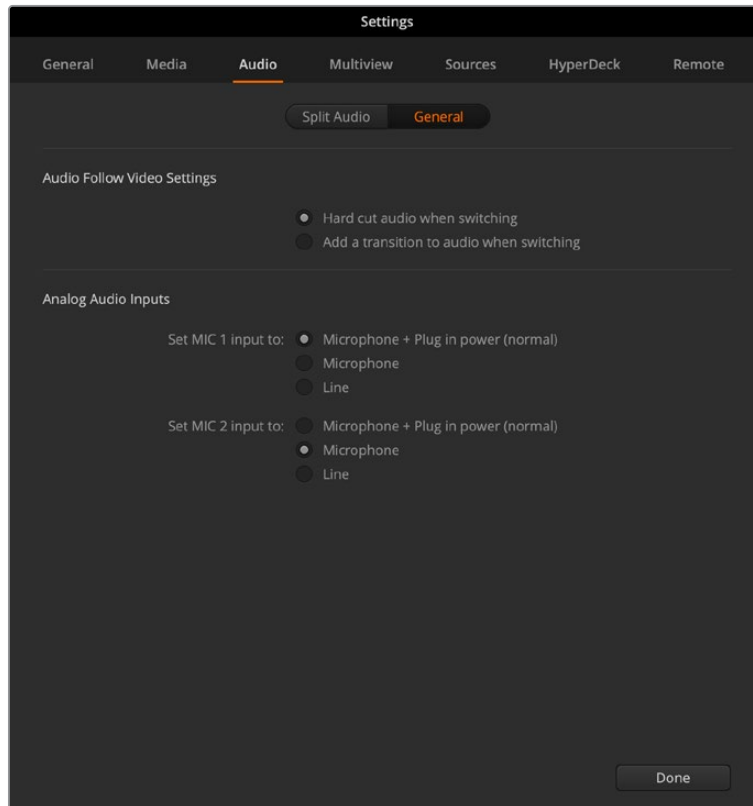 Settings
General Media Audio Multiview Sources HyperDeck Remote
Split Audio General
Audio Follow Video Settings
Hard cut audio when switching
Add a transition to audio when switching
Analog Audio Inputs
Set MIC 1 input to: Microphone + Plug in power (normal)
Microphone
Line
Set MIC 2 input to: Microphone + Plug in power (normal)
Microphone
Line
Done